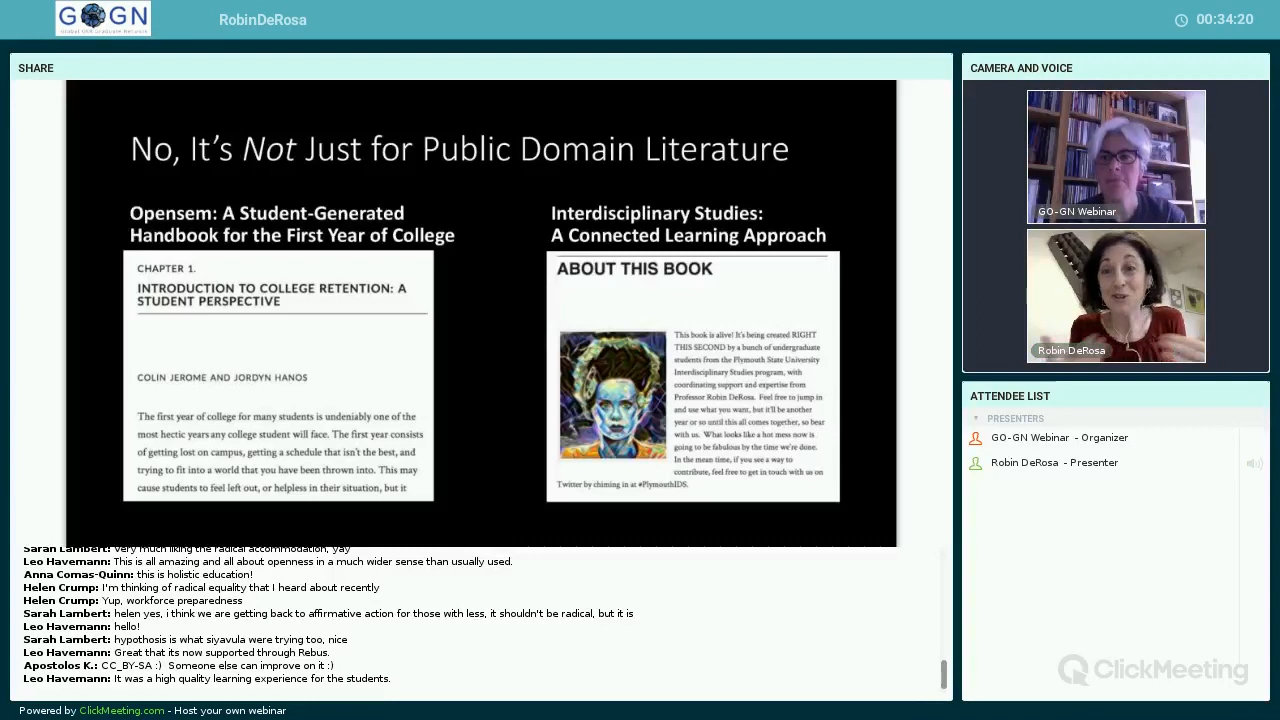 GOGN
Global OER Graduate Network
RobinDeRosa
00:34:20
SHARE
No, It's Not Just for Public Domain Literature
Opensem: A Student-Generated
Handbook for the First Year of College
CHAPTER 1.
INTRODUCTION TO COLLEGE RETENTION: A
STUDENT PERSPECTIVE
COLIN JEROME AND JORDYN HANOS
The first year of college for many students is undeniably one of the
most hectic years any college student will face. The first year consists
of getting lost on campus, getting a schedule that isn't the best, and
trying to fit into a world that you have been thrown into. This may
cause students to feel left out, or helpless in their situation, but it
Interdisciplinary Studies:
A Connected Learning Approach
ABOUT THIS BOOK
This book is alive! It's being created RIGHT
THIS SECOND by a bunch of undergraduate
students from the Plymouth State University
Interdisciplinary Studies program, with
coordinating support and expertise from
Professor Robin DeRosa. Feel free to jump in
and use what you want, but it'll be another
year or so until this all comes together, so bear
with us. What looks like a hot mess now is
going to be fabulous by the time we're done.
In the mean time, if you see a way to
contribute, feel free to get in touch with us on
Twitter by chiming in at #PlymouthIDS.
Sarah Lambert: Very much liking the radical accommodation, yay
Leo Havemann: This is all amazing and all about openness in a much wider sense than usually used.
Anna Comas-Quinn: this is holistic education!
Helen Crump: I'm thinking of radical equality that I heard about recently
Helen Crump: Yup, workforce preparedness
Sarah Lambert: helen yes, i think we are getting back to affirmative action for those with less, it shouldn't be radical, but it is
Leo Havemann: hello!
Sarah Lambert: hypothosis is what siyavula were trying too, nice
Leo Havemann: Great that its now supported through Rebus.
Apostolos K.: CC_BY-SA :) Someone else can improve on it :)
Leo Havemann: It was a high quality learning experience for the students.
CAMERA AND VOICE
GO-GN Webinar
Robin DeRosa
ATTENDEE LIST
PRESENTERS
GO-GN Webinar - Organizer
Robin DeRosa - Presenter
ClickMeeting
Powered by ClickMeeting.com - Host your own webinar